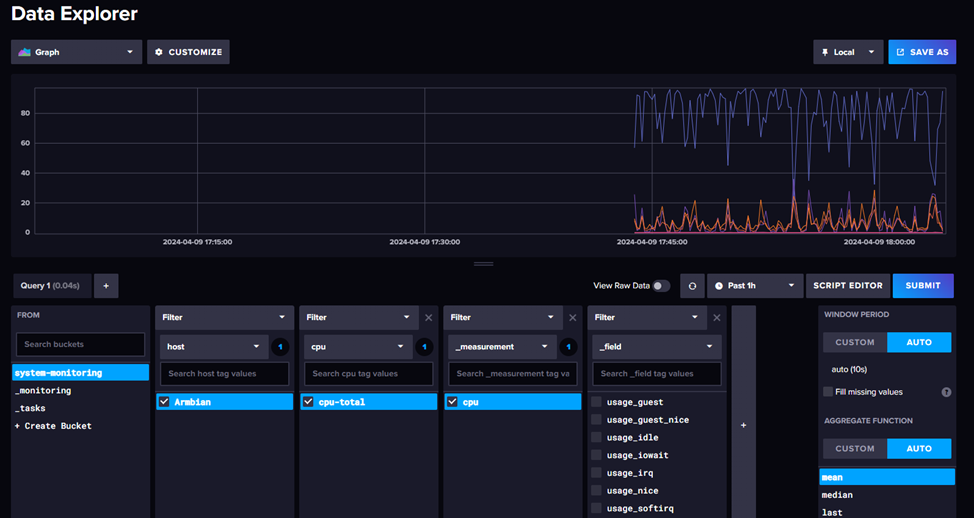 Data Explorer
Graph
CUSTOMIZE
Local
SAVE AS
80
60
40
20
0
2024-04-09 17:15:00
2024-04-09 17:30:00
2024-04-09 17:45:00
2024-04-09 18:00:00
Query 1 (0.04s)
+
View Raw Data
Past 1h
SCRIPT EDITOR
SUBMIT
FROM
Search buckets
system-monitoring
_monitoring
_tasks
+ Create Bucket
Filter
host
1
Search host tag values
Armbian
Filter
cpu
1
Search cpu tag values
cpu-total
Filter
_measurement
1
Search _measurement tag va
cpu
Filter
_field
Search _field tag values
usage_guest
usage_guest_nice
usage_idle
usage_iowait
usage_irq
usage_nice
usage_softirq
+
WINDOW PERIOD
CUSTOM
AUTO
auto (10s)
Fill missing values
?
AGGREGATE FUNCTION
CUSTOM
AUTO
mean
median
last